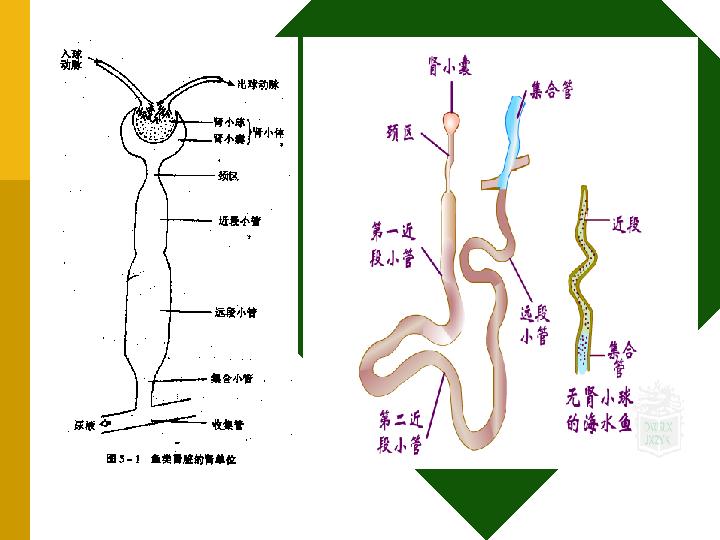 入球
动脉
出球动脉
肾小球
肾小囊
肾小体
颈区
近段小管
远段小管
集合小管
尿液
收集管
图3-1 鱼类肾脏的肾单位
肾小囊
集合管
颈区
第一近
段小管
近段
远段
小管
集合
管
第二近
段小管
无肾小球
的海水鱼